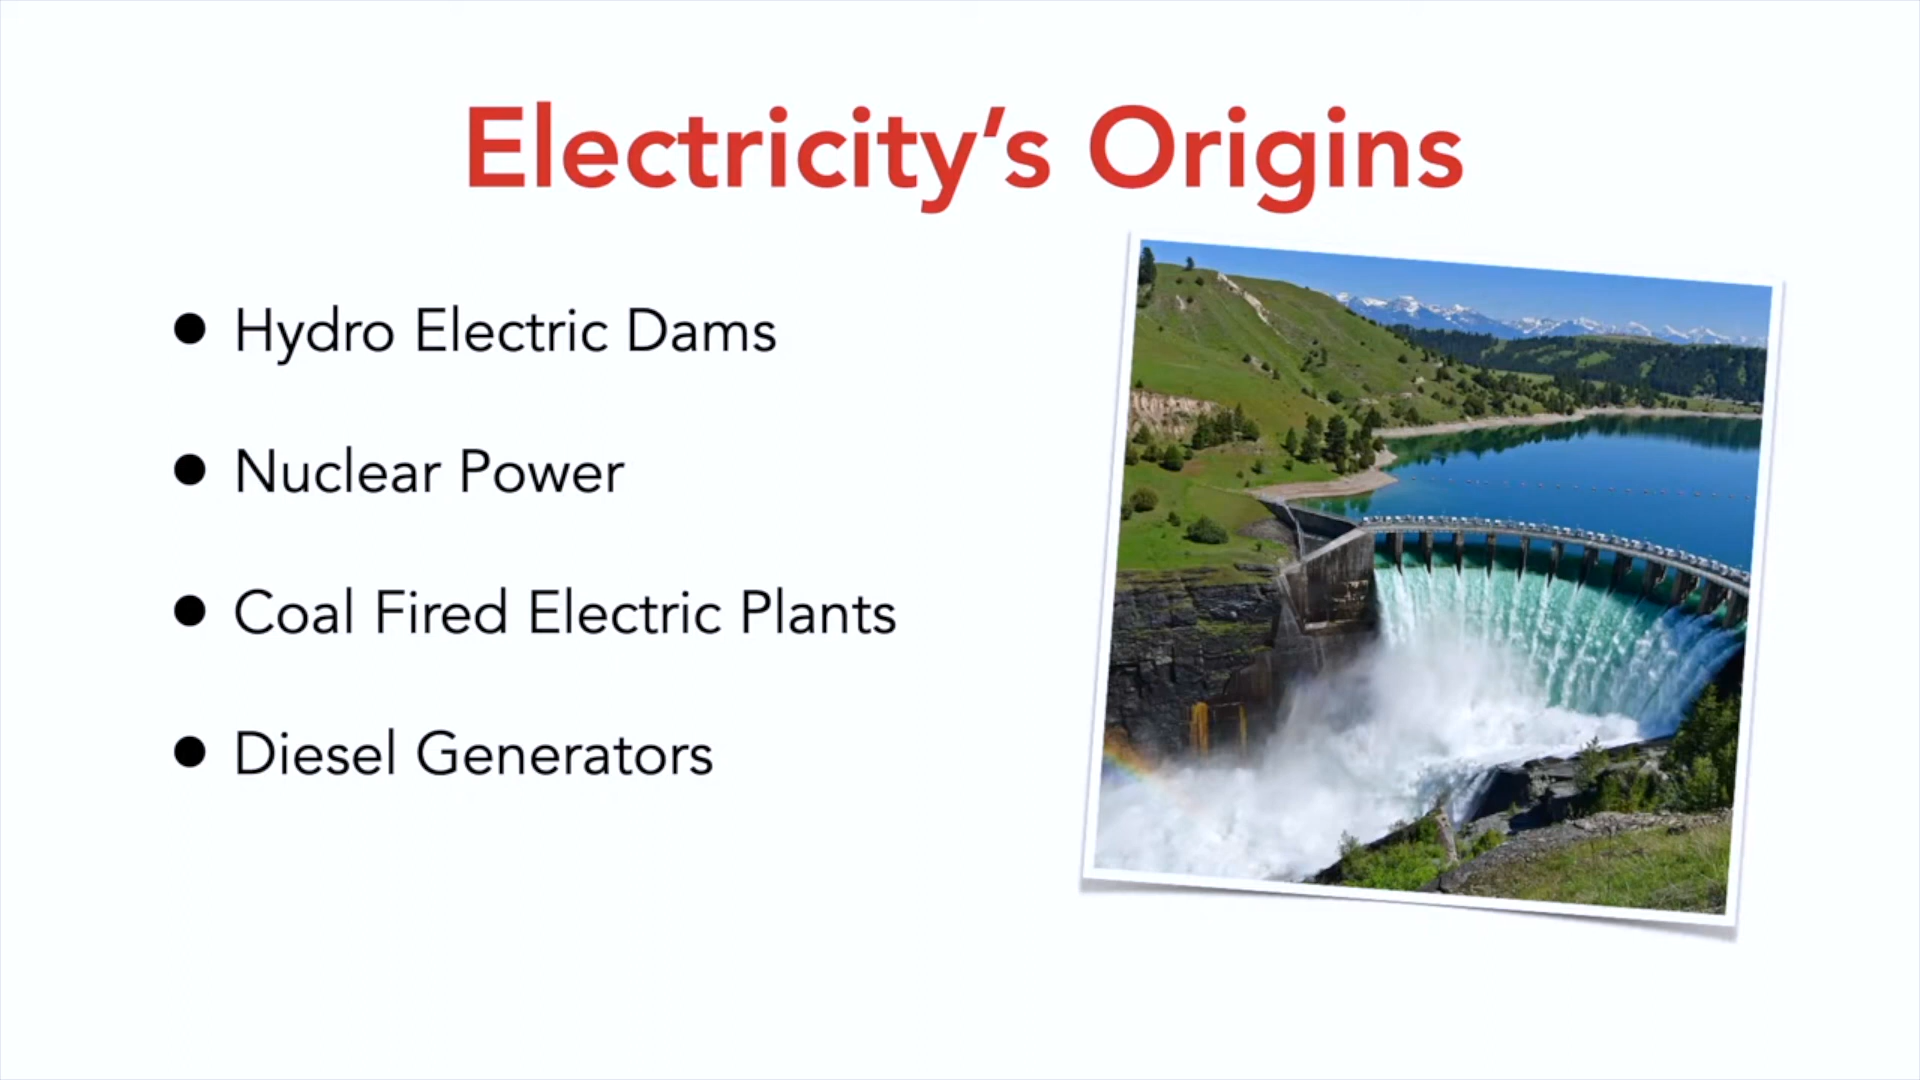 Electricity’s Origins
● Hydro Electric Dams
● Nuclear Power
● Coal Fired Electric Plants
● Diesel Generators